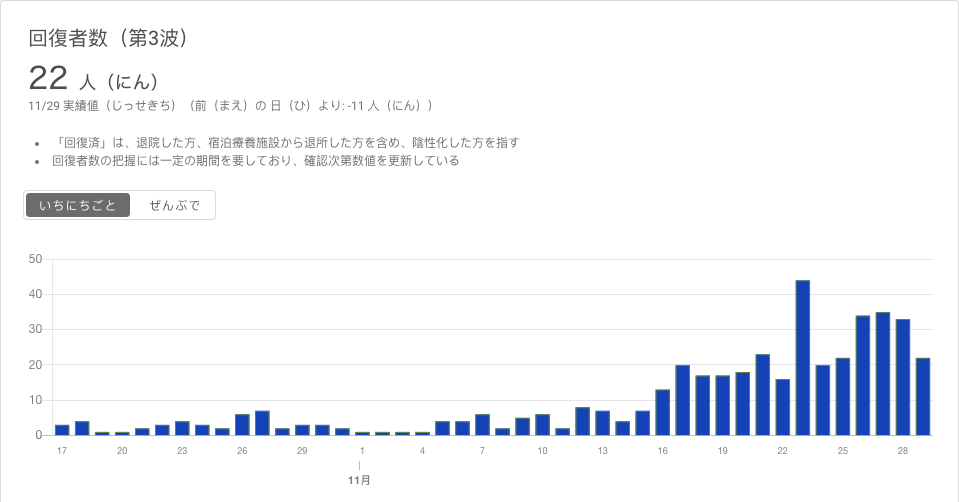 回復者数（第3波）
22 人（にん）
11/29 実績値（じっせきち）（前（まえ）の 日（ひ）より: -11 人（にん））
「回復済」は、退院した方、宿泊療養施設から退所した方を含め、陰性化した方を指す
回復者数の把握には一定の期間を要しており、確認次第数値を更新している
いちにちごと ぜんぶで
50
40
30
20
10
0
17 20 23 26 29 1 4 7 10 13 16 19 22 25 28
11月